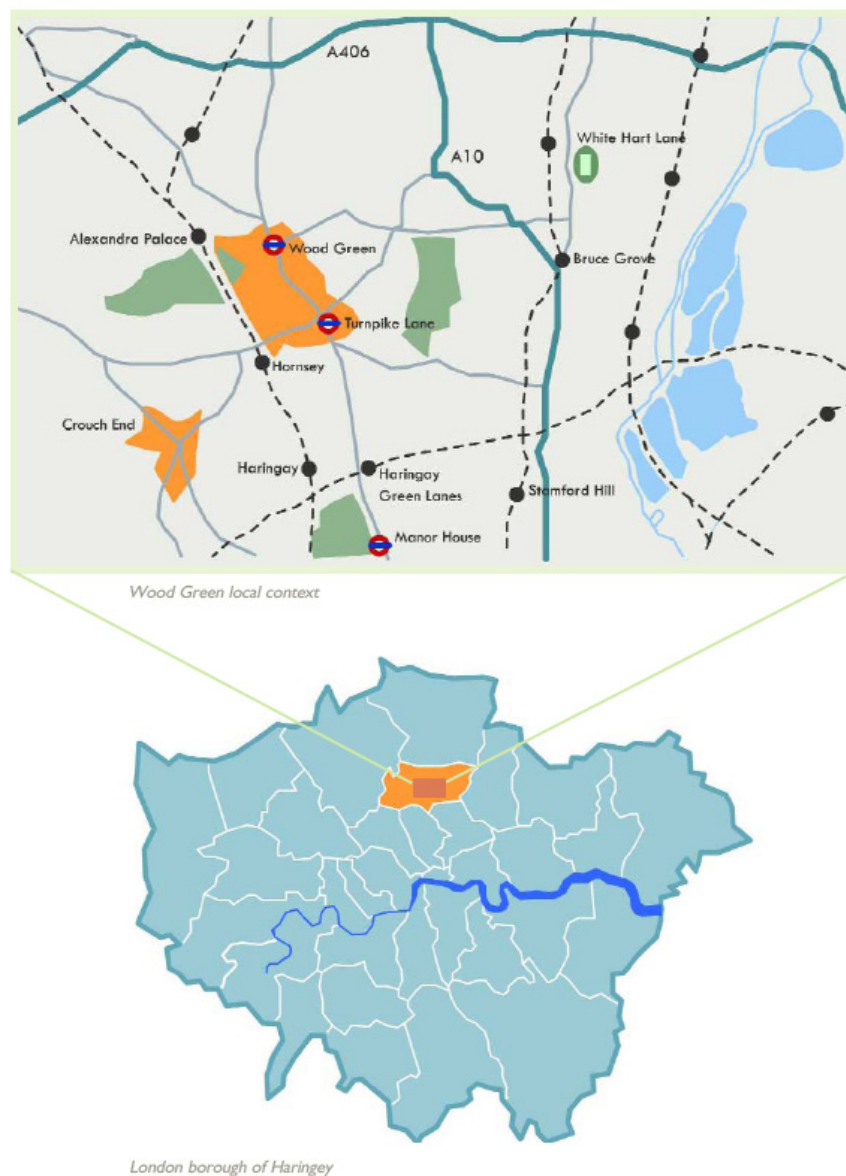 A406
White Hart Lane
A10
Alexandra Palace
Wood Green
Bruce Grove
Turnpike Lane
Hornsey
Crouch End
Haringay
Haringay
Green Lanes
Stamford Hill
Manor House
Wood Green local context
London borough of Haringey